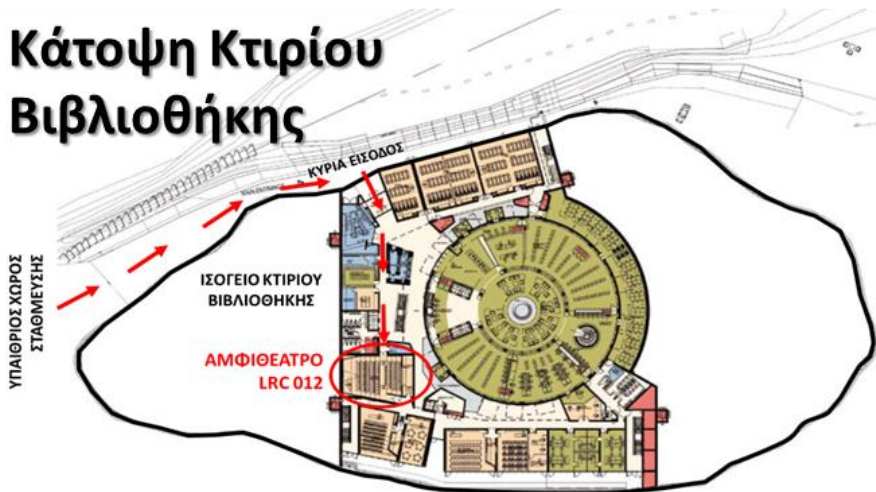 Κάτοψη Κτιρίου
Βιβλιοθήκης
ΚΥΡΙΑ ΕΙΣΟΔΟΣ
ΥΠΑΙΘΡΙΟΣ ΧΩΡΟΣ
ΣΤΑΘΜΕΥΣΗΣ
ΙΣΟΓΕΙΟ ΚΤΙΡΙΟΥ
ΒΙΒΛΙΟΘΗΚΗΣ
ΑΜΦΙΘΕΑΤΡΟ
LRC 012